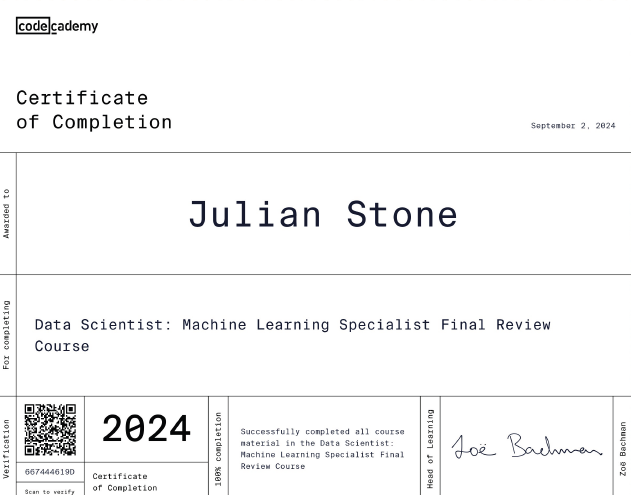 codecademy
Certificate
of Completion
September 2, 2024
Awarded to
Julian Stone
For completing
Data Scientist: Machine Learning Specialist Final Review
Course
Verification
667444619D
Scan to verify
2024
Certificate
of Completion
100% completion
Successfully completed all course
material in the Data Scientist:
Machine Learning Specialist Final
Review Course
Head of Learning
Zoë Bachman
Zoë Bachman